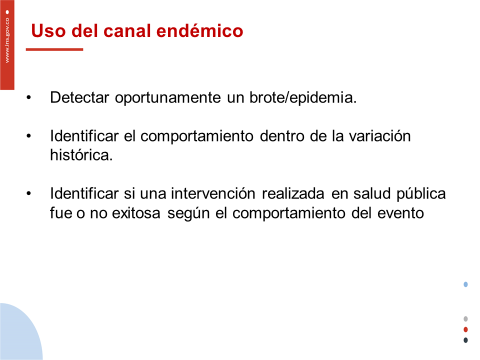 www.ins.gov.co
Uso del canal endémico
• Detectar oportunamente un brote/epidemia.
• Identificar el comportamiento dentro de la variación
histórica.
• Identificar si una intervención realizada en salud pública
fue o no exitosa según el comportamiento del evento